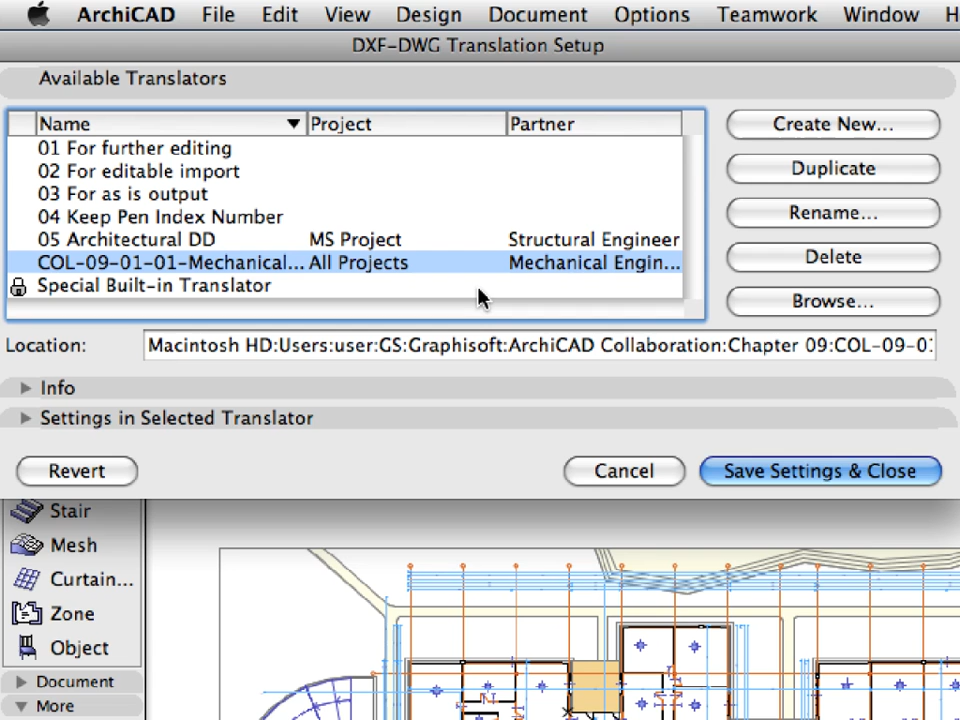 ArchiCAD File Edit View Design Document Options Teamwork Window H
DXF-DWG Translation Setup
Available Translators
Name Project Partner
01 For further editing
02 For editable import
03 For as is output
04 Keep Pen Index Number
05 Architectural DD MS Project Structural Engineer
COL-09-01-01-Mechanical... All Projects Mechanical Engin...
Special Built-in Translator
Create New...
Duplicate
Rename...
Delete
Browse...
Location: Macintosh HD:Users:user:GS:Graphisoft:ArchiCAD Collaboration:Chapter 09:COL-09-01
Info
Settings in Selected Translator
Revert Cancel Save Settings & Close
Stair
Mesh
Curtain...
Zone
Object
Document
More